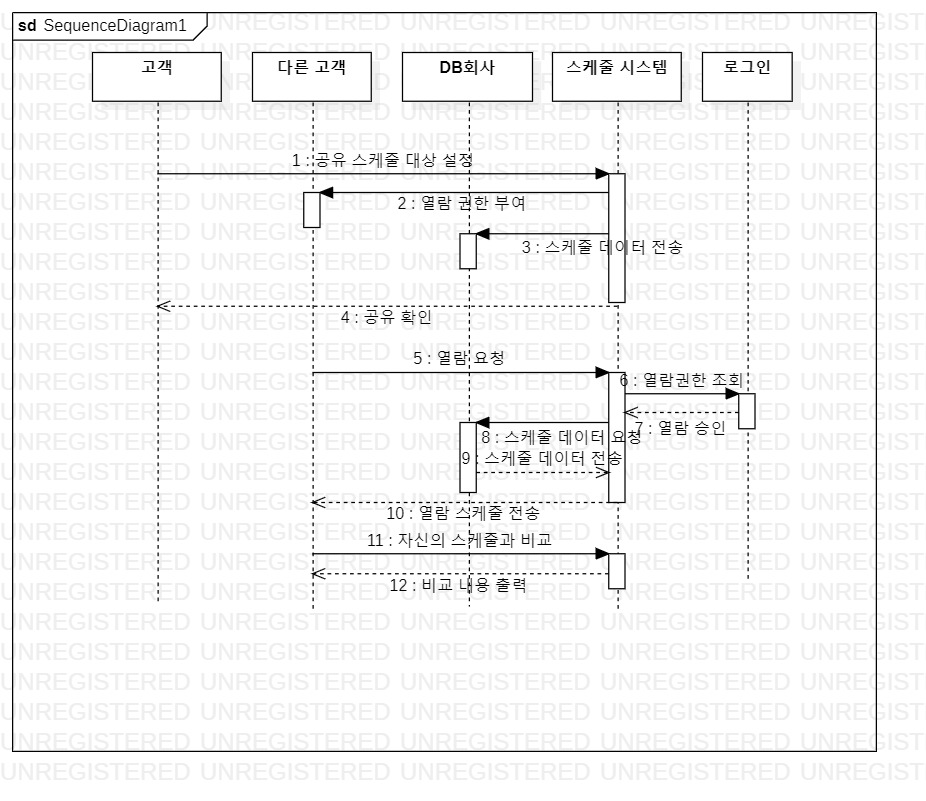 sd SequenceDiagram1
고객
다른 고객
DB회사
스케줄 시스템
로그인
1 : 공유 스케줄 대상 설정
2 : 열람 권한 부여
3 : 스케줄 데이터 전송
4 : 공유 확인
5 : 열람 요청
6 : 열람권한 조회
7 : 열람 승인
8 : 스케줄 데이터 요청
9 : 스케줄 데이터 전송
10 : 열람 스케줄 전송
11 : 자신의 스케줄과 비교
12 : 비교 내용 출력
UNREGISTERED